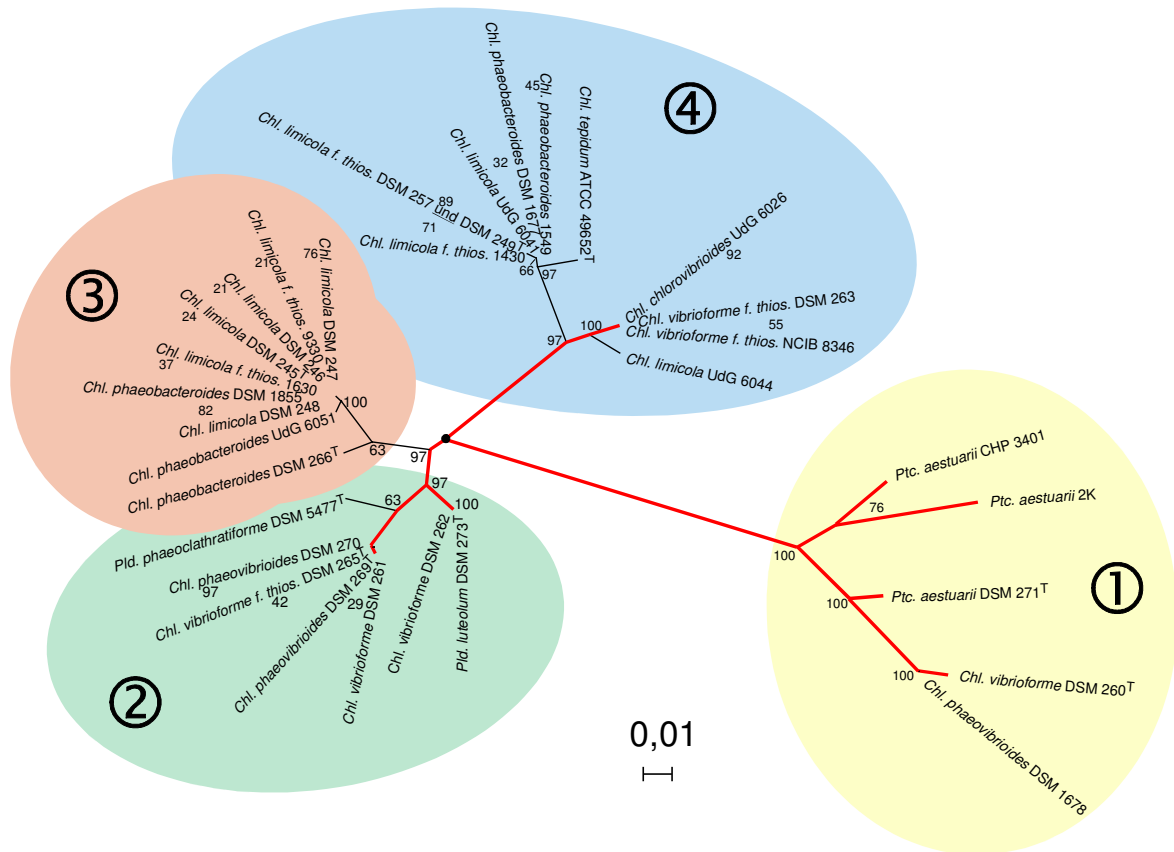 ④
Chl. phaeobacteroides DSM 1677
45
Chl. phaeobacteroides 1549
Chl. tepidum ATCC 49652T
32
Chl. limicola UdG 6041
Chl. limicola f. thios. DSM 257 und DSM 249T
89
71
Chl. limicola f. thios. 1430
66
97
Chl. chlorovibrioides UdG 6026
92
Chl. vibrioforme f. thios. DSM 263
55
Chl. vibrioforme f. thios. NCIB 8346
100
97
Chl. limicola UdG 6044
③
76
Chl. limicola DSM 247
Chl. limicola f. thios. 9330
21
Chl. limicola DSM 246
21
Chl. limicola DSM 245T
24
Chl. limicola f. thios. 1630
37
Chl. phaeobacteroides DSM 1855
82
Chl. limicola DSM 248
100
Chl. phaeobacteroides UdG 6051
63
Chl. phaeobacteroides DSM 266T
97
②
97
63
100
Pld. phaeoclathratiforme DSM 5477T
Chl. phaeovibrioides DSM 270
97
Chl. vibrioforme f. thios. DSM 265T
42
Chl. phaeovibrioides DSM 269T
29
Chl. vibrioforme DSM 261
Chl. vibrioforme DSM 262
Pld. luteolum DSM 273T
①
Ptc. aestuarii CHP 3401
76
Ptc. aestuarii 2K
100
100
Ptc. aestuarii DSM 271T
100
Chl. vibrioforme DSM 260T
Chl. phaeovibrioides DSM 1678
0,01